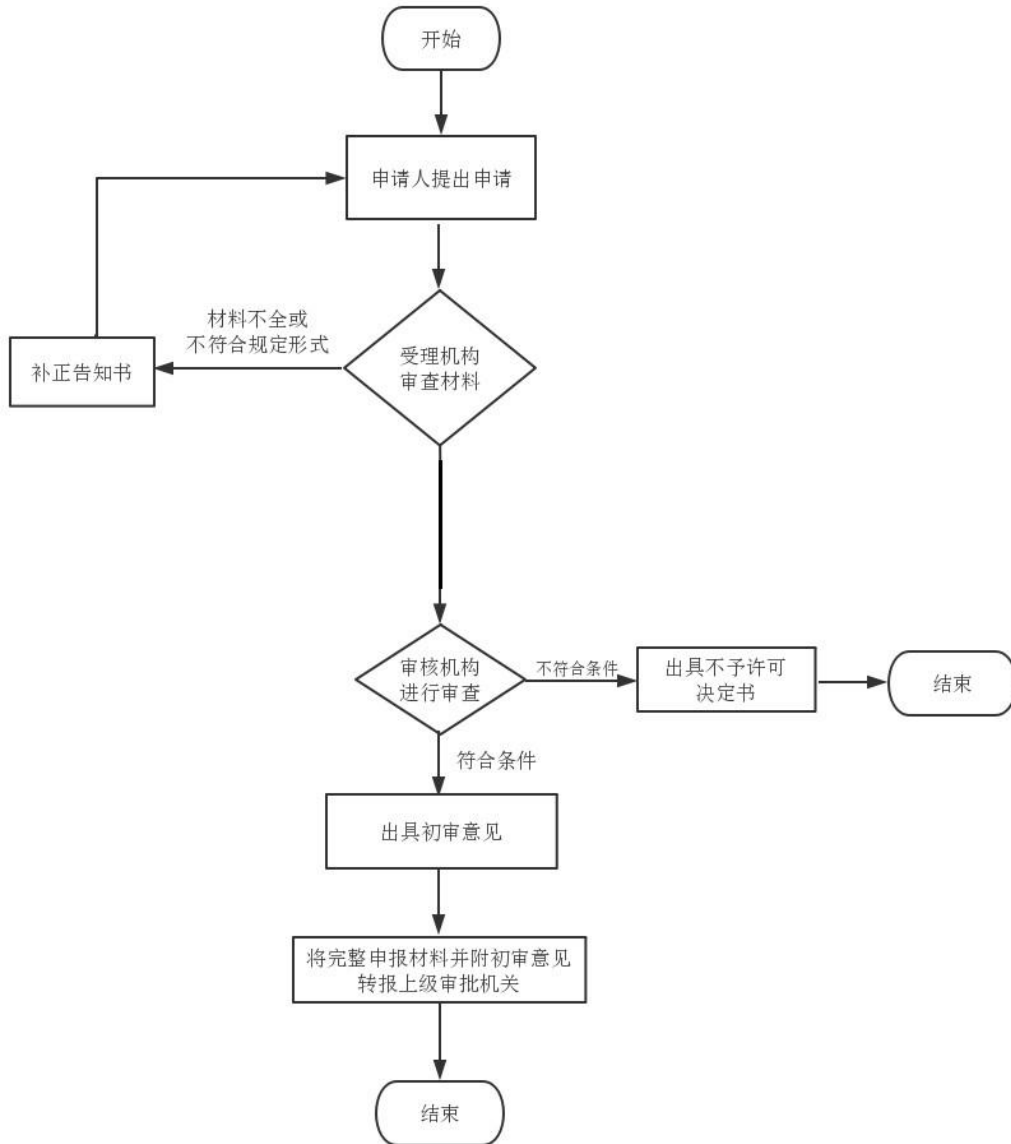 开始
申请人提出申请
材料不全或
不符合规定形式
补正告知书
受理机构
审查材料
审核机构
进行审查
不符合条件
出具不予许可
决定书
结束
符合条件
出具初审意见
将完整申报材料并附初审意见
转报上级审批机关
结束